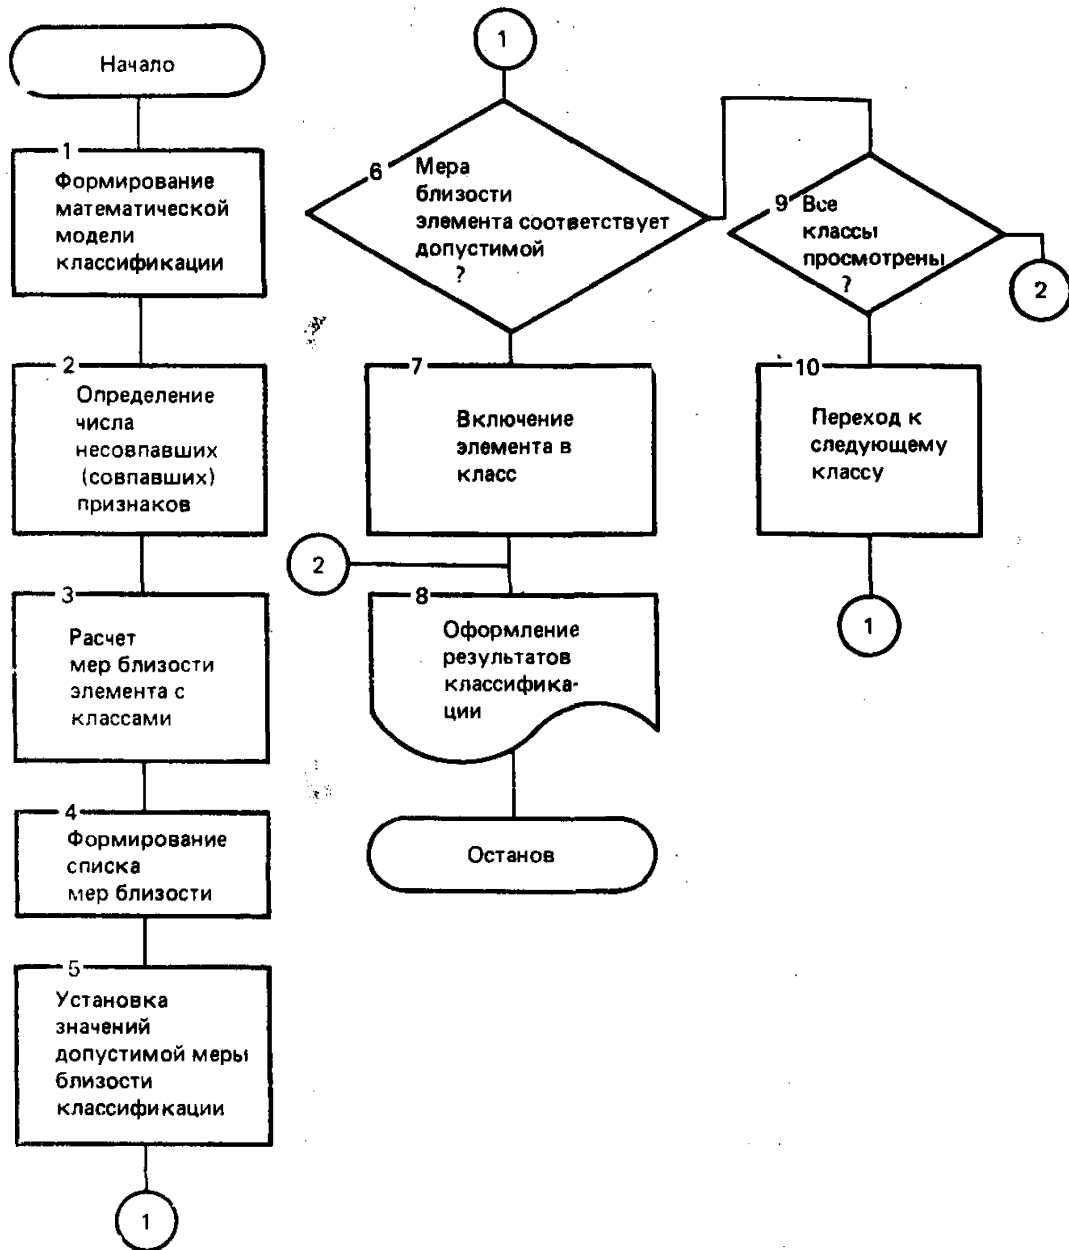 Начало
1
Формирование
математической
модели
классификации
2
Определение
числа
несовпавших
(совпавших)
признаков
3
Расчет
мер близости
элемента с
классами
4
Формирование
списка
мер близости
5
Установка
значений
допустимой меры
близости
классификации
1
1
6 Мера
близости
элемента соответствует
допустимой
?
7
Включение
элемента в
класс
2
8
Оформление
результатов
классифика-
ции
Останов
9 Все
классы
просмотрены
?
2
10
Переход к
следующему
классу
1